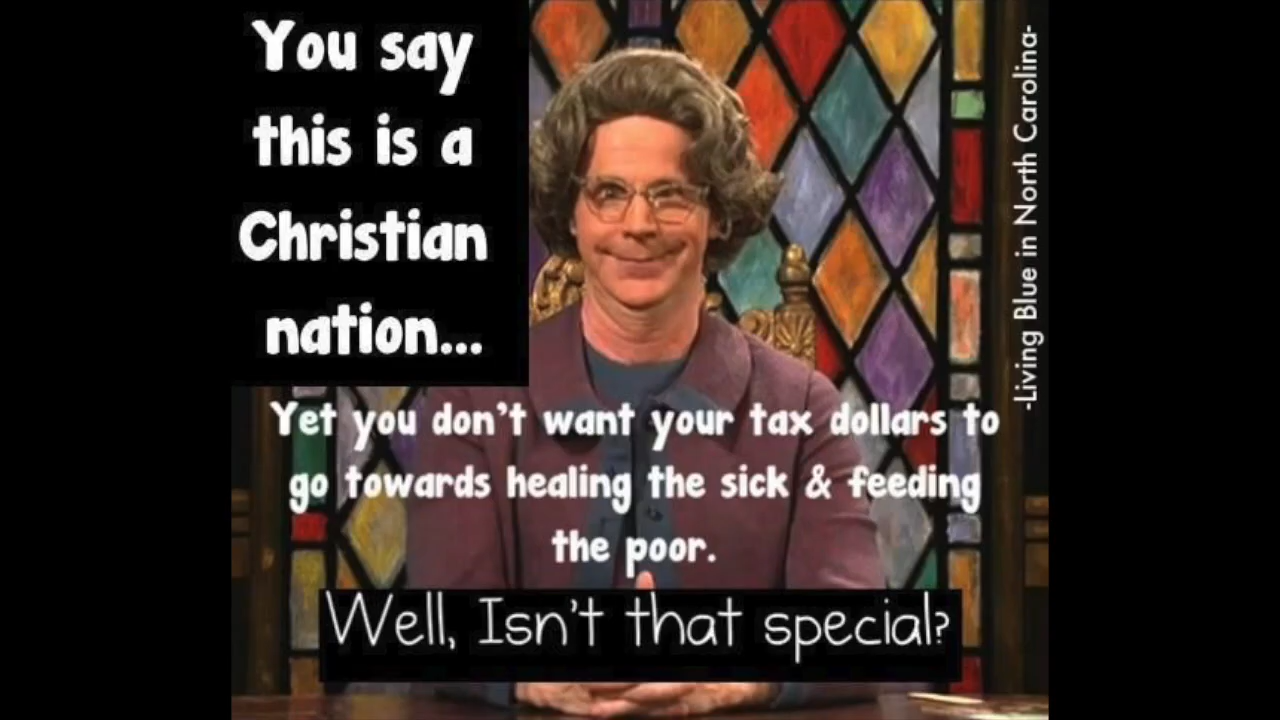 You say
this is a
Christian
nation...
-Living Blue in North Carolina-
Yet you don't want your tax dollars to
go towards healing the sick & feeding
the poor.
Well, Isn't that special?